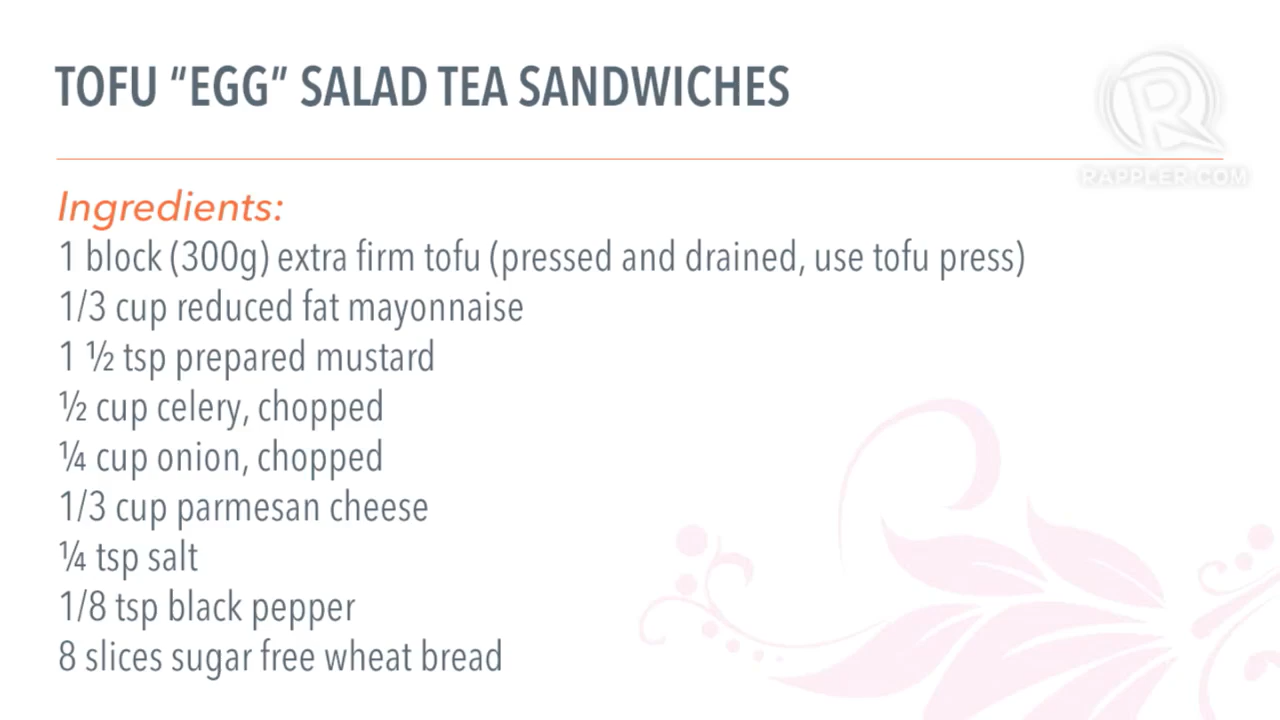 TOFU “EGG” SALAD TEA SANDWICHES
RAPPLER.COM
Ingredients:
1 block (300g) extra firm tofu (pressed and drained, use tofu press)
1/3 cup reduced fat mayonnaise
1 ½ tsp prepared mustard
½ cup celery, chopped
¼ cup onion, chopped
1/3 cup parmesan cheese
¼ tsp salt
1/8 tsp black pepper
8 slices sugar free wheat bread